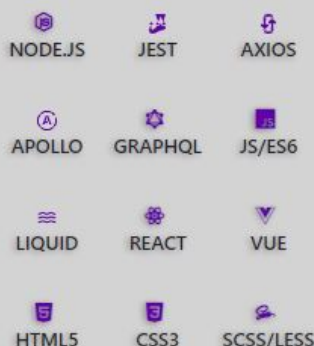 NODE.JS JEST AXIOS
APOLLO GRAPHQL JS/ES6
LIQUID REACT VUE
HTML5 CSS3 SCSS/LESS